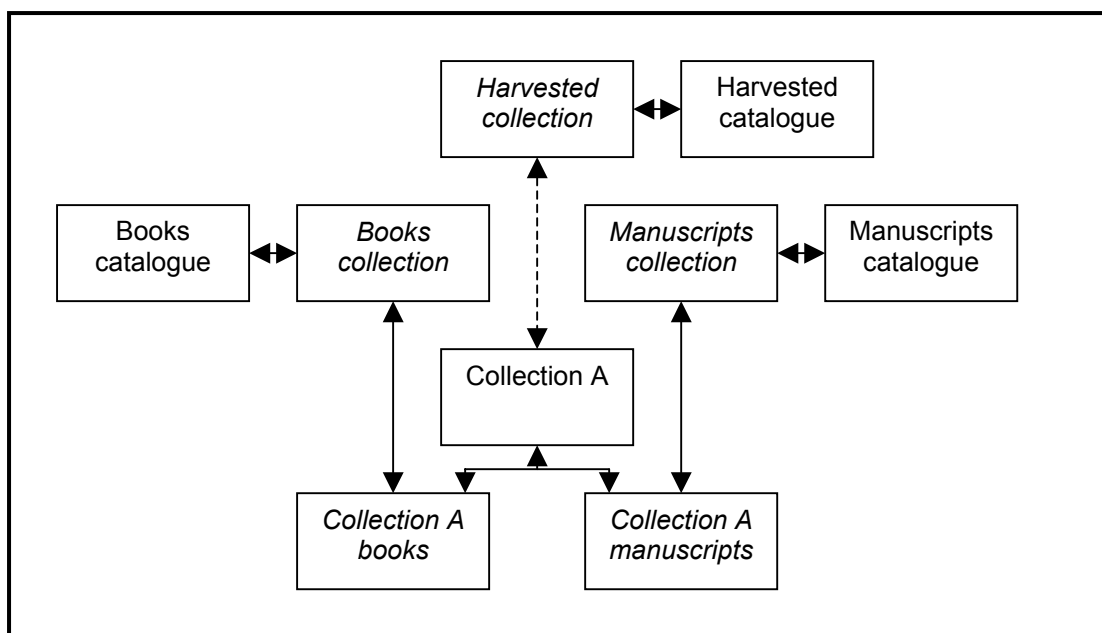 Harvested
collection
Harvested
catalogue
Books
catalogue
Books
collection
Manuscripts
collection
Manuscripts
catalogue
Collection A
Collection A
books
Collection A
manuscripts